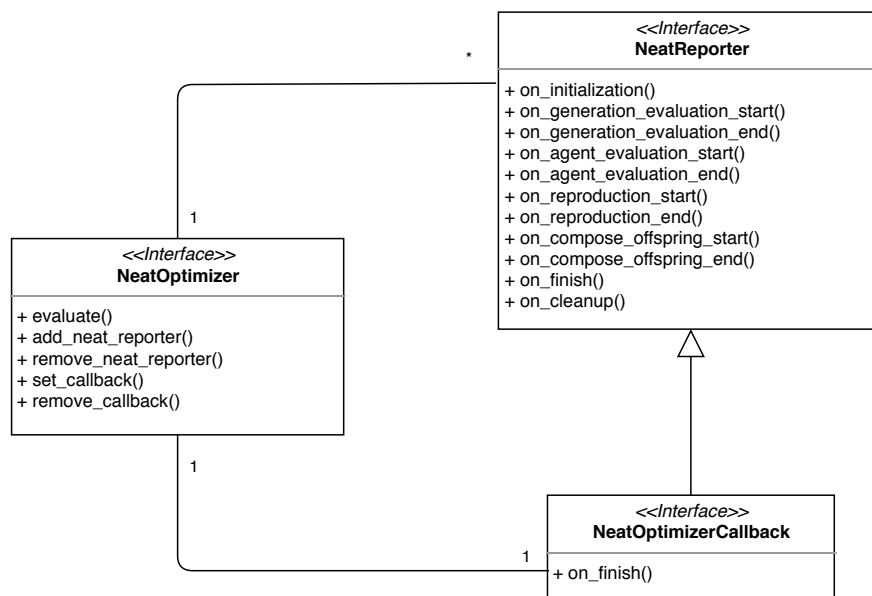 <<Interface>>
NeatReporter
+ on_initialization()
+ on_generation_evaluation_start()
+ on_generation_evaluation_end()
+ on_agent_evaluation_start()
+ on_agent_evaluation_end()
+ on_reproduction_start()
+ on_reproduction_end()
+ on_compose_offspring_start()
+ on_compose_offspring_end()
+ on_finish()
+ on_cleanup()
*
1
<<Interface>>
NeatOptimizer
+ evaluate()
+ add_neat_reporter()
+ remove_neat_reporter()
+ set_callback()
+ remove_callback()
1
1
<<Interface>>
NeatOptimizerCallback
+ on_finish()